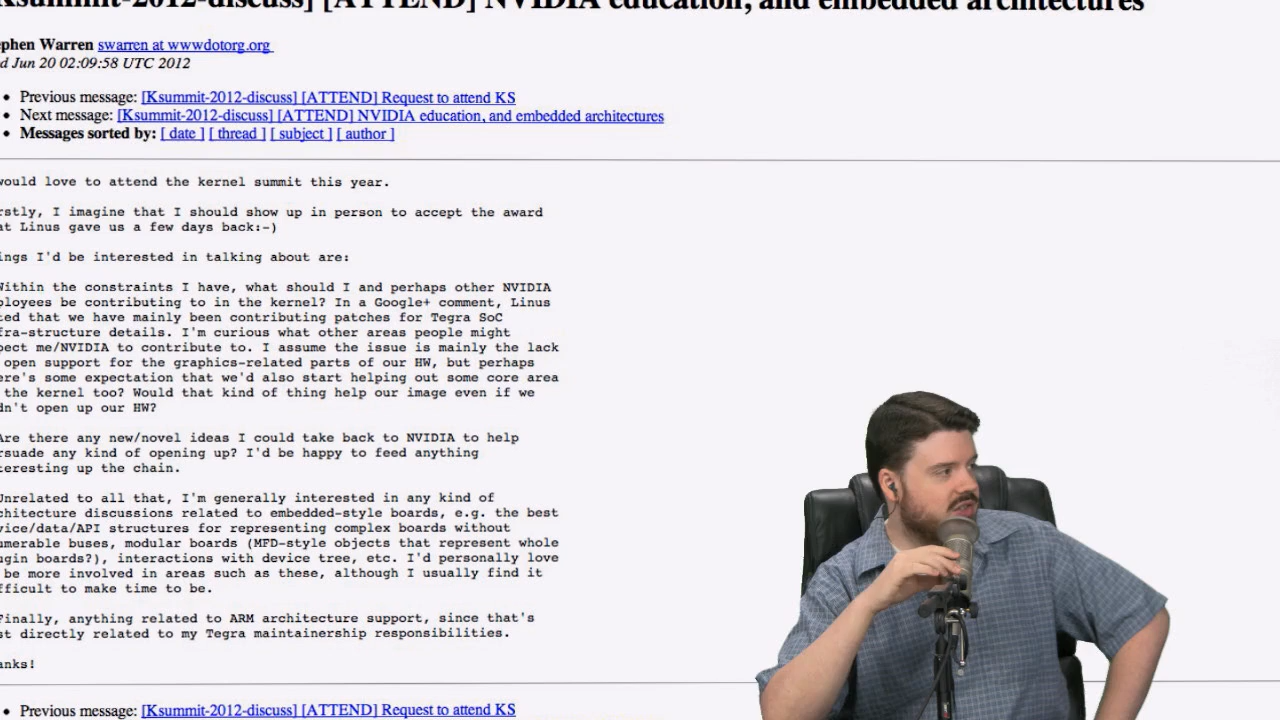 Ksummit-2012-discuss] [ATTEND] NVIDIA education, and embedded architectures
phen Warren swarren at wwwdotorg.org
d Jun 20 02:09:58 UTC 2012
• Previous message: [Ksummit-2012-discuss] [ATTEND] Request to attend KS
• Next message: [Ksummit-2012-discuss] [ATTEND] NVIDIA education, and embedded architectures
• Messages sorted by: [ date ] [ thread ] [ subject ] [ author ]
would love to attend the kernel summit this year.
rstly, I imagine that I should show up in person to accept the award
at Linus gave us a few days back:-)
ings I'd be interested in talking about are:
Within the constraints I have, what should I and perhaps other NVIDIA
ployees be contributing to in the kernel? In a Google+ comment, Linus
ted that we have mainly been contributing patches for Tegra SoC
fra-structure details. I'm curious what other areas people might
pect me/NVIDIA to contribute to. I assume the issue is mainly the lack
open support for the graphics-related parts of our HW, but perhaps
ere's some expectation that we'd also start helping out some core area
the kernel too? Would that kind of thing help our image even if we
dn't open up our HW?
Are there any new/novel ideas I could take back to NVIDIA to help
rsuade any kind of opening up? I'd be happy to feed anything
teresting up the chain.
Unrelated to all that, I'm generally interested in any kind of
chitecture discussions related to embedded-style boards, e.g. the best
vice/data/API structures for representing complex boards without
umerable buses, modular boards (MFD-style objects that represent whole
ugin boards?), interactions with device tree, etc. I'd personally love
be more involved in areas such as these, although I usually find it
fficult to make time to be.
Finally, anything related to ARM architecture support, since that's
st directly related to my Tegra maintainership responsibilities.
anks!
• Previous message: [Ksummit-2012-discuss] [ATTEND] Request to attend KS